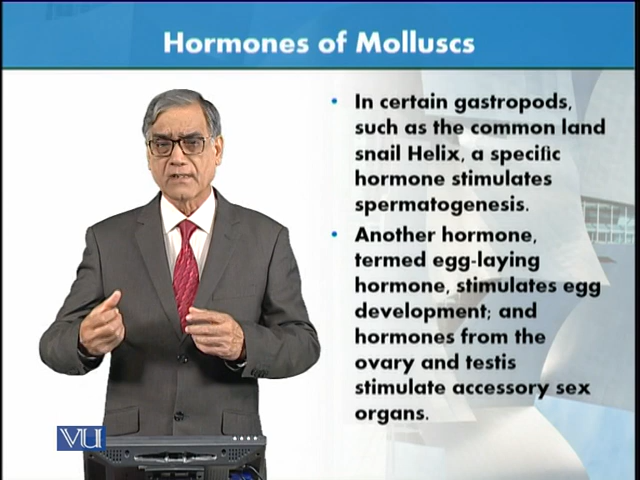 Hormones of Molluscs
• In certain gastropods,
such as the common land
snail Helix, a specific
hormone stimulates
spermatogenesis.
• Another hormone,
termed egg-laying
hormone, stimulates egg
development; and
hormones from the
ovary and testis
stimulate accessory sex
organs.
VU